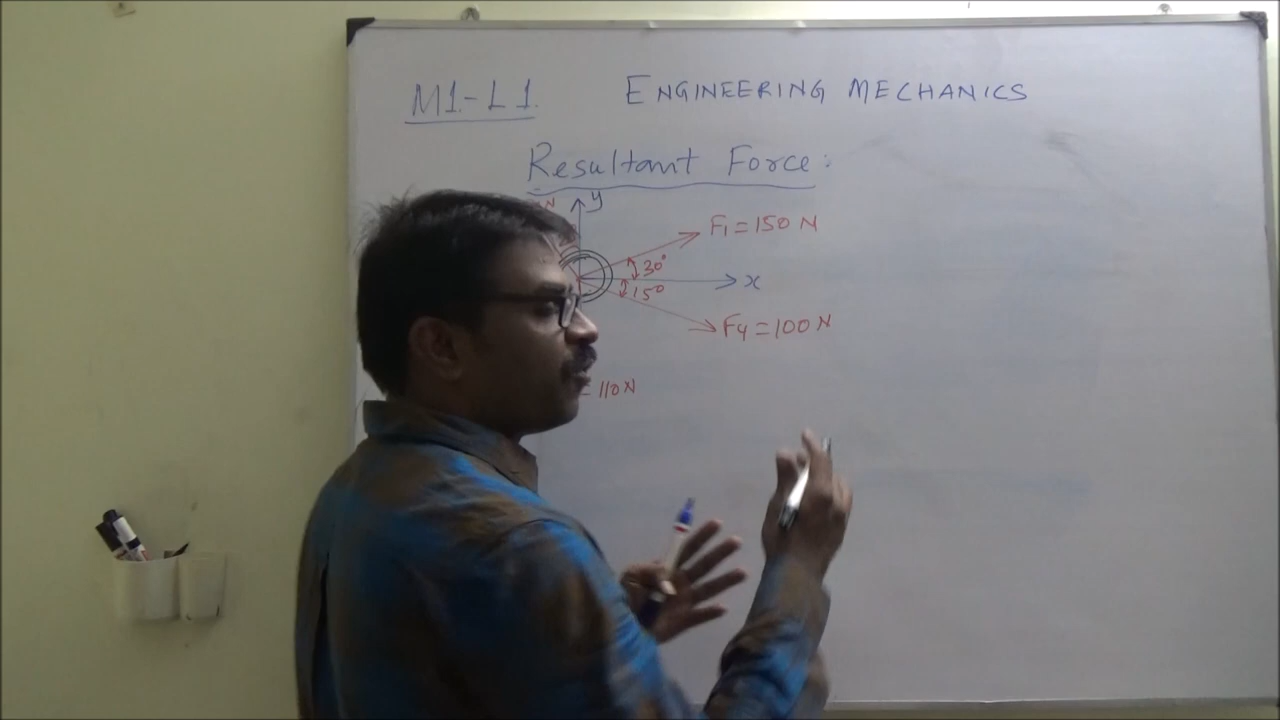 M1-L1. ENGINEERING MECHANICS
Resultant Force:
N y
F1 = 150 N
30°
x
15°
F4 = 100 N
= 110 N